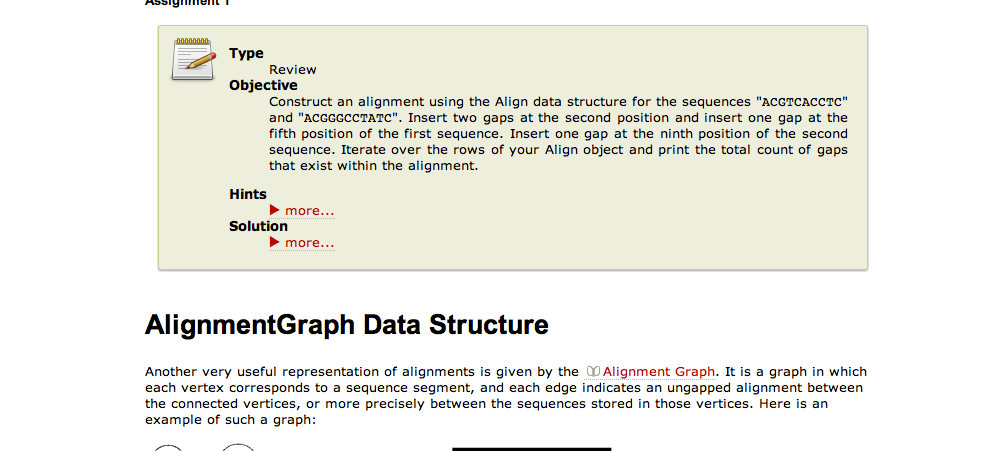 Assignment 1
Type
Review
Objective
Construct an alignment using the Align data structure for the sequences "ACGTCACCTC"
and "ACGGGCCTATC". Insert two gaps at the second position and insert one gap at the
fifth position of the first sequence. Insert one gap at the ninth position of the second
sequence. Iterate over the rows of your Align object and print the total count of gaps
that exist within the alignment.
Hints
more...
Solution
more...
AlignmentGraph Data Structure
Another very useful representation of alignments is given by the Alignment Graph. It is a graph in which
each vertex corresponds to a sequence segment, and each edge indicates an ungapped alignment between
the connected vertices, or more precisely between the sequences stored in those vertices. Here is an
example of such a graph: